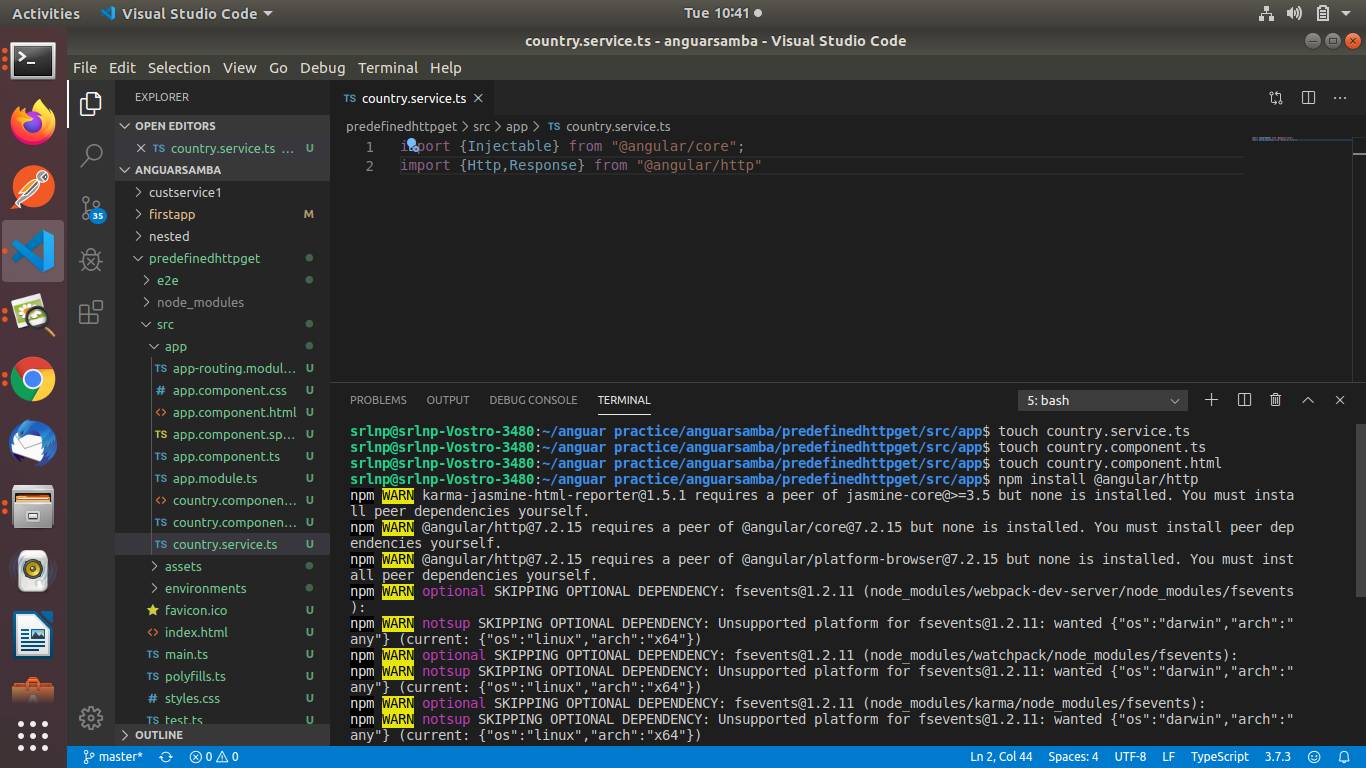 Activities
Visual Studio Code
Tue 10:41
country.service.ts - anguarsamba - Visual Studio Code
File Edit Selection View Go Debug Terminal Help
EXPLORER
OPEN EDITORS
country.service.ts ... U
ANGUARSAMBA
custservice1
firstapp M
nested
predefinedhttpget
e2e
node_modules
src
app
TS app-routing.modul... U
# app.component.css U
<> app.component.html U
TS app.component.sp... U
TS app.component.ts U
TS app.module.ts U
<> country.componen... U
TS country.componen... U
TS country.service.ts U
assets
environments
favicon.ico U
<> index.html U
TS main.ts U
TS polyfills.ts U
# styles.css U
TS test.ts U
OUTLINE
35
TS country.service.ts
predefinedhttpget > src > app > TS country.service.ts
1 import {Injectable} from "@angular/core";
2 import {Http,Response} from "@angular/http"
PROBLEMS OUTPUT DEBUG CONSOLE TERMINAL
5: bash
srlnp@srlnp-Vostro-3480:~/anguar practice/anguarsamba/predefinedhttpget/src/app$ touch country.service.ts
srlnp@srlnp-Vostro-3480:~/anguar practice/anguarsamba/predefinedhttpget/src/app$ touch country.component.ts
srlnp@srlnp-Vostro-3480:~/anguar practice/anguarsamba/predefinedhttpget/src/app$ touch country.component.html
srlnp@srlnp-Vostro-3480:~/anguar practice/anguarsamba/predefinedhttpget/src/app$ npm install @angular/http
npm WARN karma-jasmine-html-reporter@1.5.1 requires a peer of jasmine-core@>=3.5 but none is installed. You must insta
ll peer dependencies yourself.
npm WARN @angular/http@7.2.15 requires a peer of @angular/core@7.2.15 but none is installed. You must install peer dep
endencies yourself.
npm WARN @angular/http@7.2.15 requires a peer of @angular/platform-browser@7.2.15 but none is installed. You must inst
all peer dependencies yourself.
npm WARN optional SKIPPING OPTIONAL DEPENDENCY: fsevents@1.2.11 (node_modules/webpack-dev-server/node_modules/fsevents
):
npm WARN notsup SKIPPING OPTIONAL DEPENDENCY: Unsupported platform for fsevents@1.2.11: wanted {"os":"darwin","arch":"
any"} (current: {"os":"linux","arch":"x64"})
npm WARN optional SKIPPING OPTIONAL DEPENDENCY: fsevents@1.2.11 (node_modules/watchpack/node_modules/fsevents):
npm WARN notsup SKIPPING OPTIONAL DEPENDENCY: Unsupported platform for fsevents@1.2.11: wanted {"os":"darwin","arch":"
any"} (current: {"os":"linux","arch":"x64"})
npm WARN optional SKIPPING OPTIONAL DEPENDENCY: fsevents@1.2.11 (node_modules/karma/node_modules/fsevents):
npm WARN notsup SKIPPING OPTIONAL DEPENDENCY: Unsupported platform for fsevents@1.2.11: wanted {"os":"darwin","arch":"
any"} (current: {"os":"linux","arch":"x64"})
master* 0 0 Ln 2, Col 44 Spaces: 4 UTF-8 LF TypeScript 3.7.3